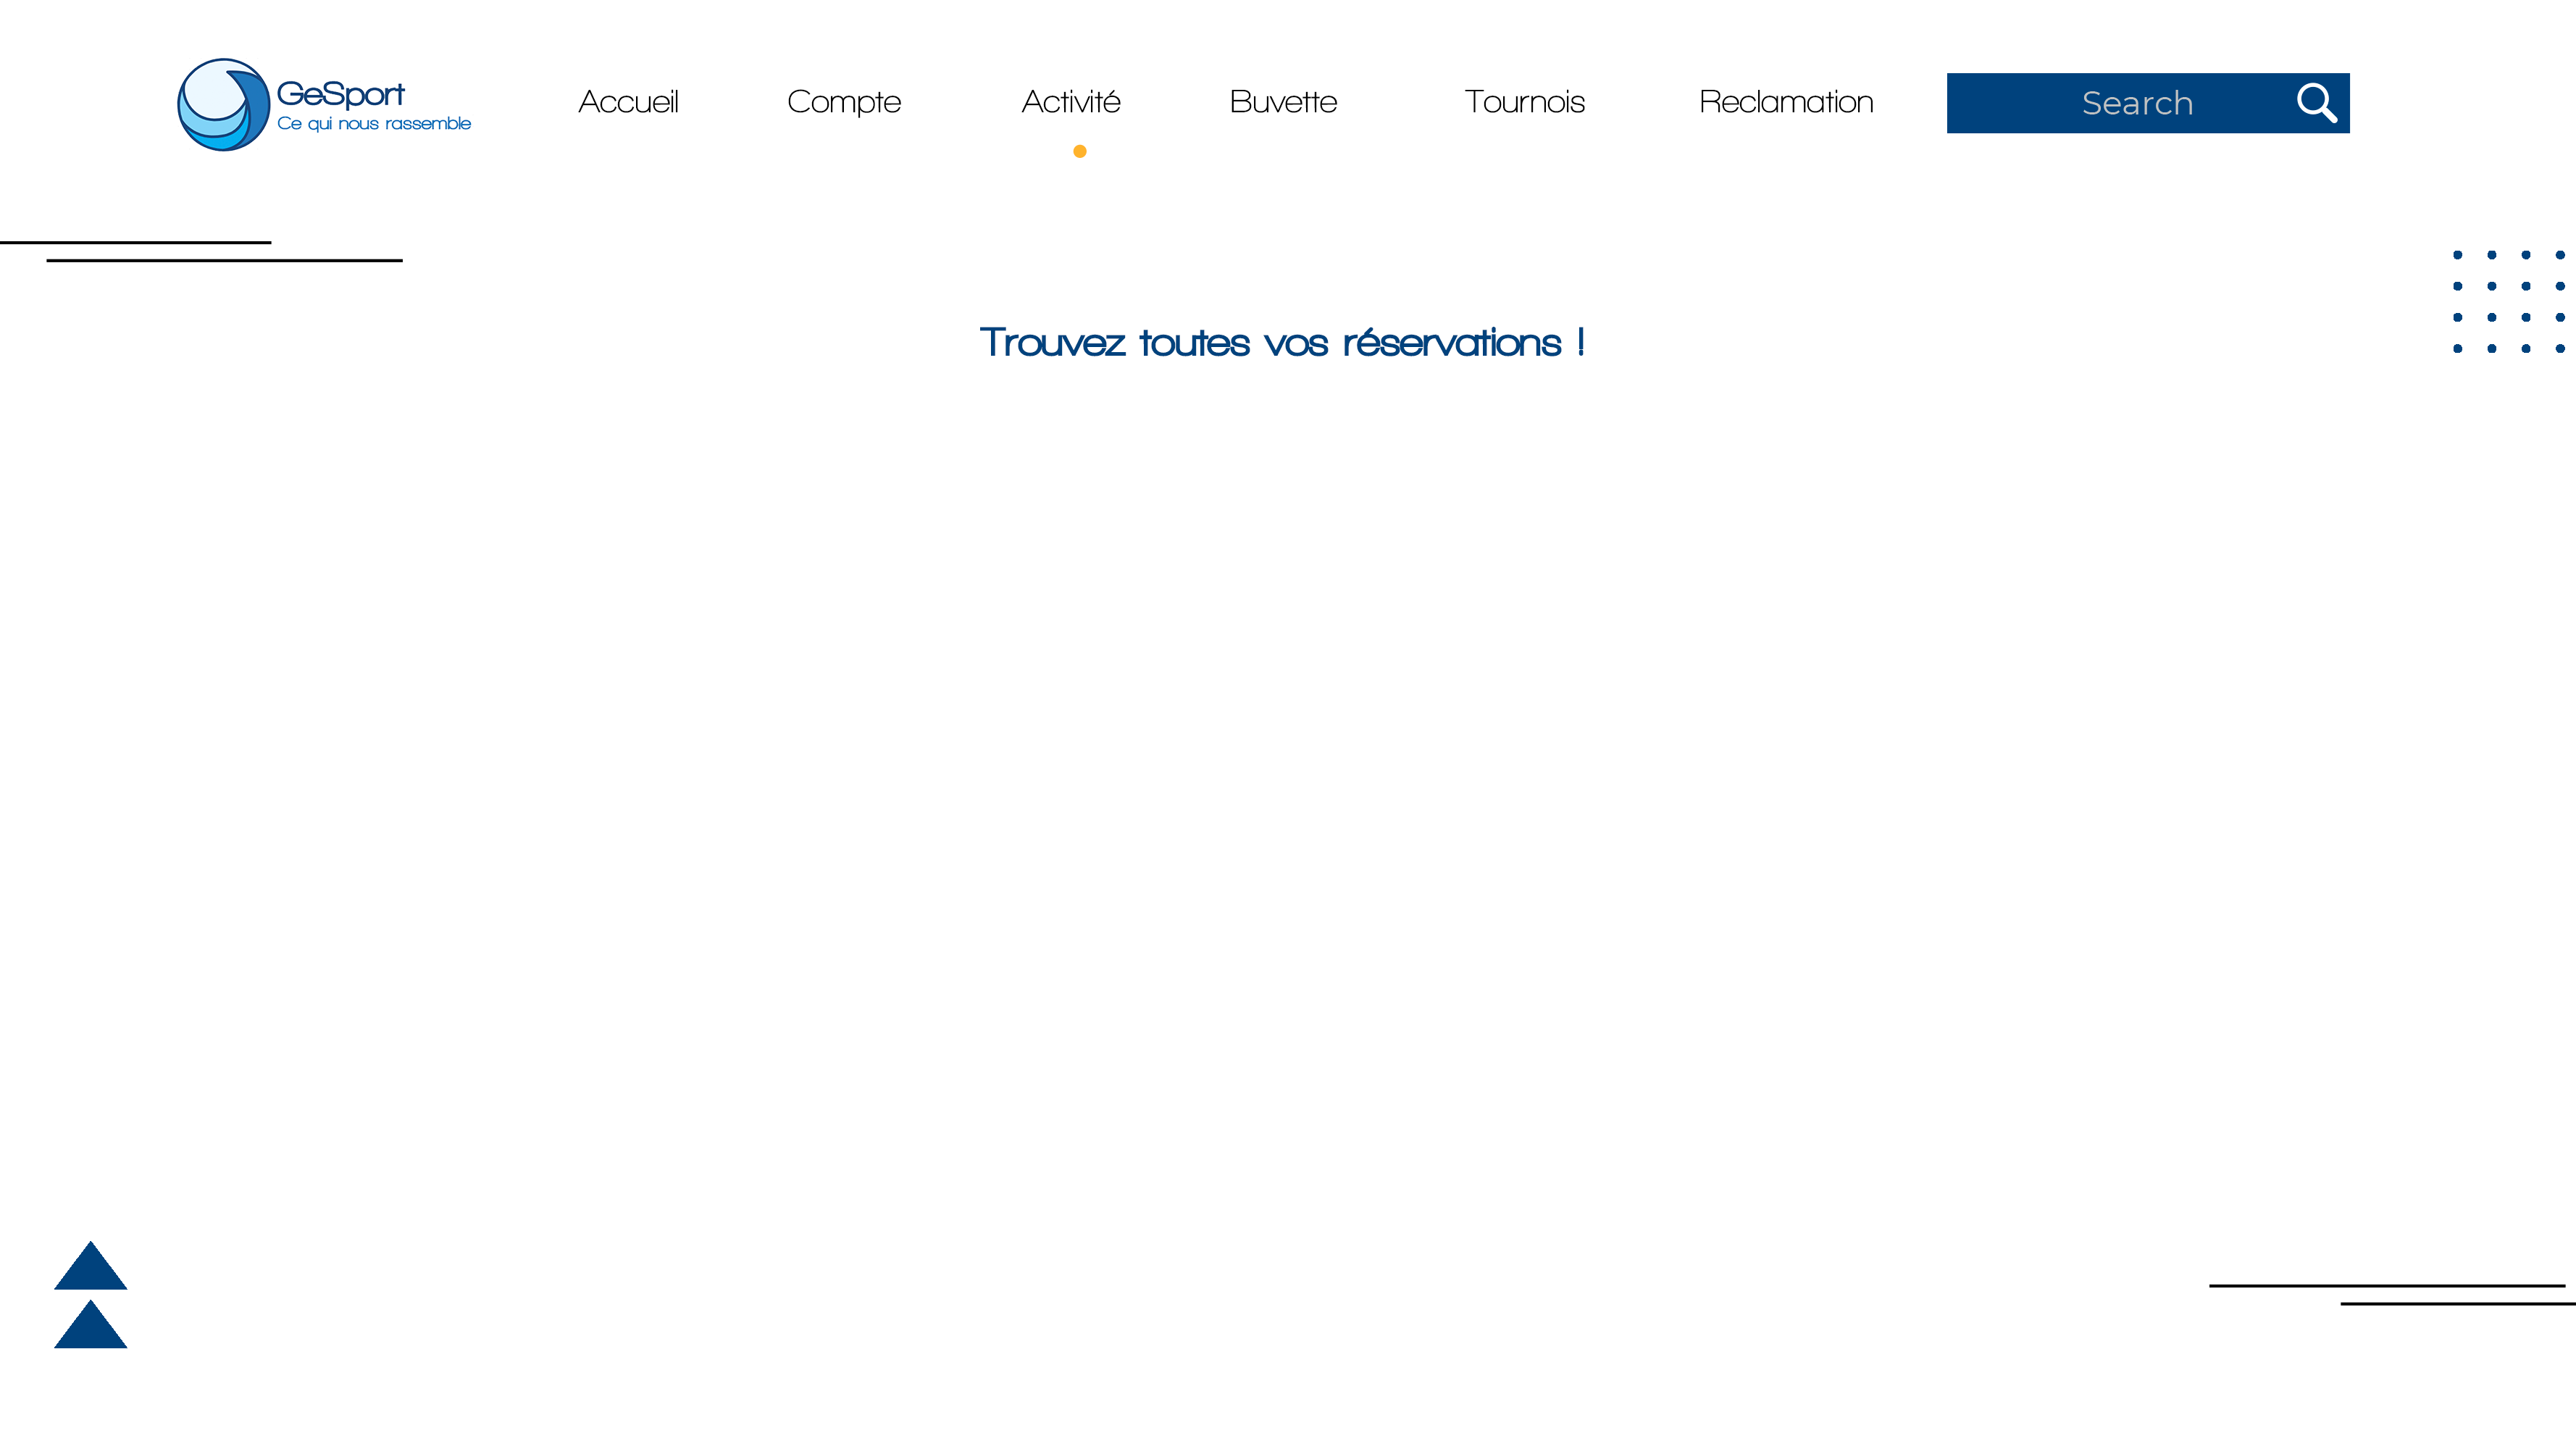 GeSport
Ce qui nous rassemble
Accueil
Compte
Activité
Buvette
Tournois
Reclamation
Search
Trouvez toutes vos réservations !